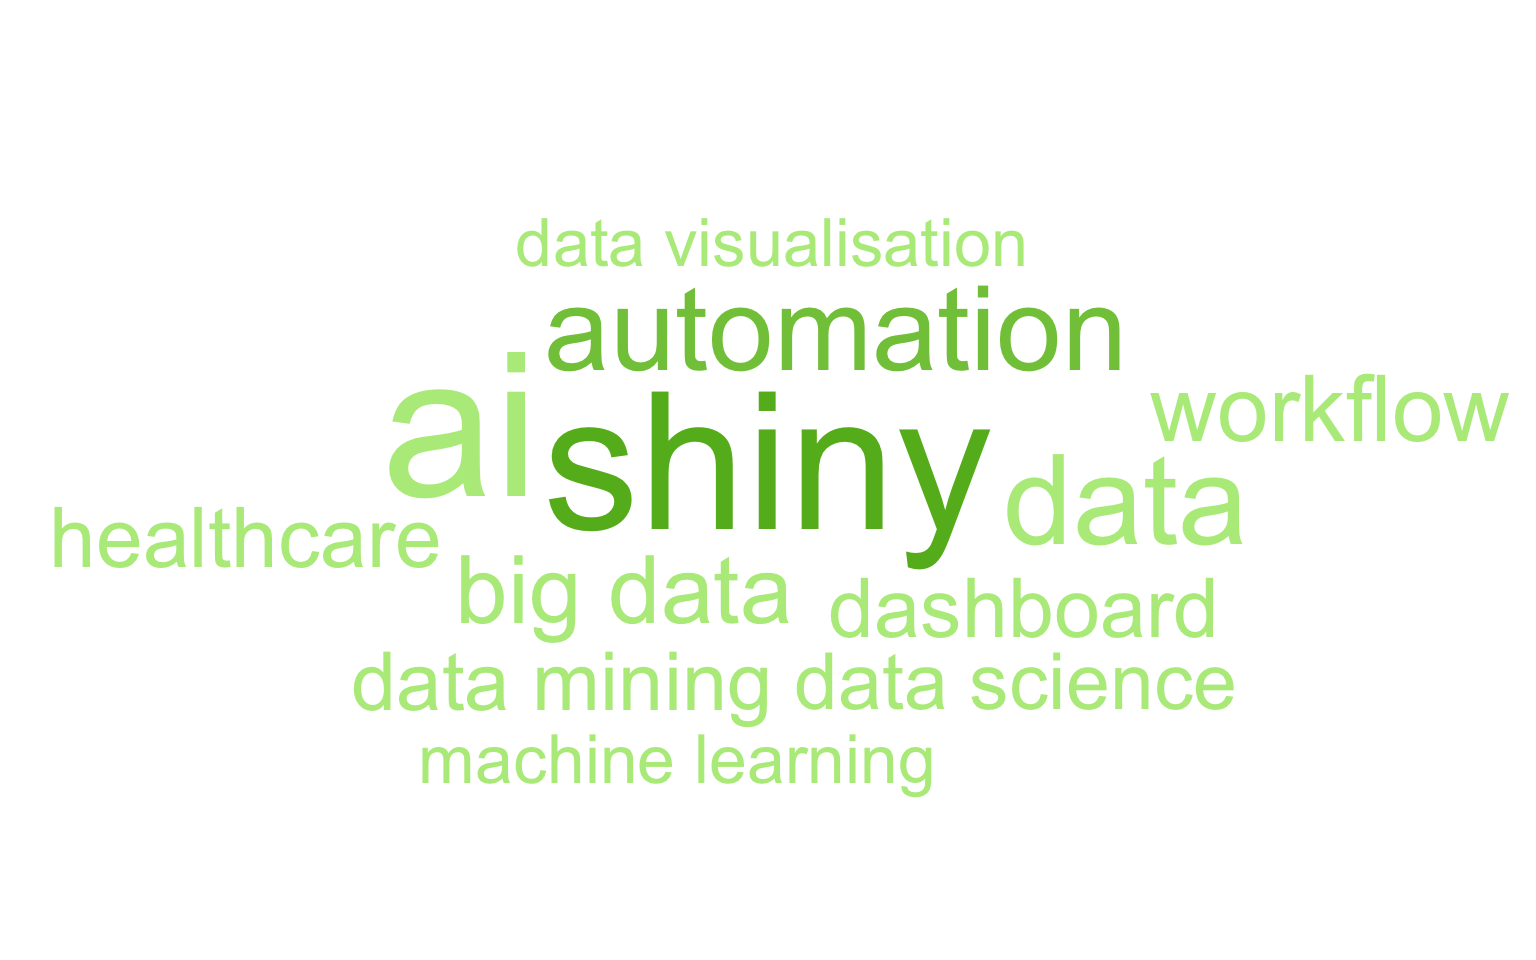 data visualisation
automation
ai
shiny
workflow
data
healthcare
big data
dashboard
data mining
data science
machine learning